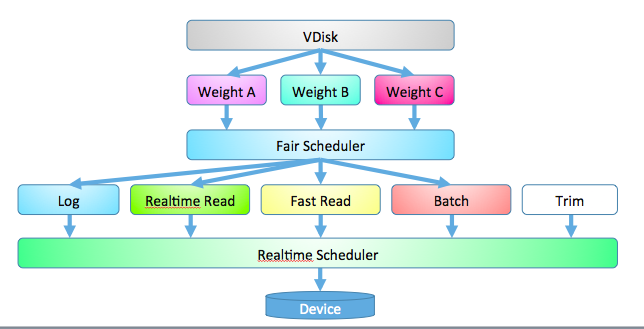 VDisk
Weight A
Weight B
Weight C
Fair Scheduler
Log
Realtime Read
Fast Read
Batch
Trim
Realtime Scheduler
Device